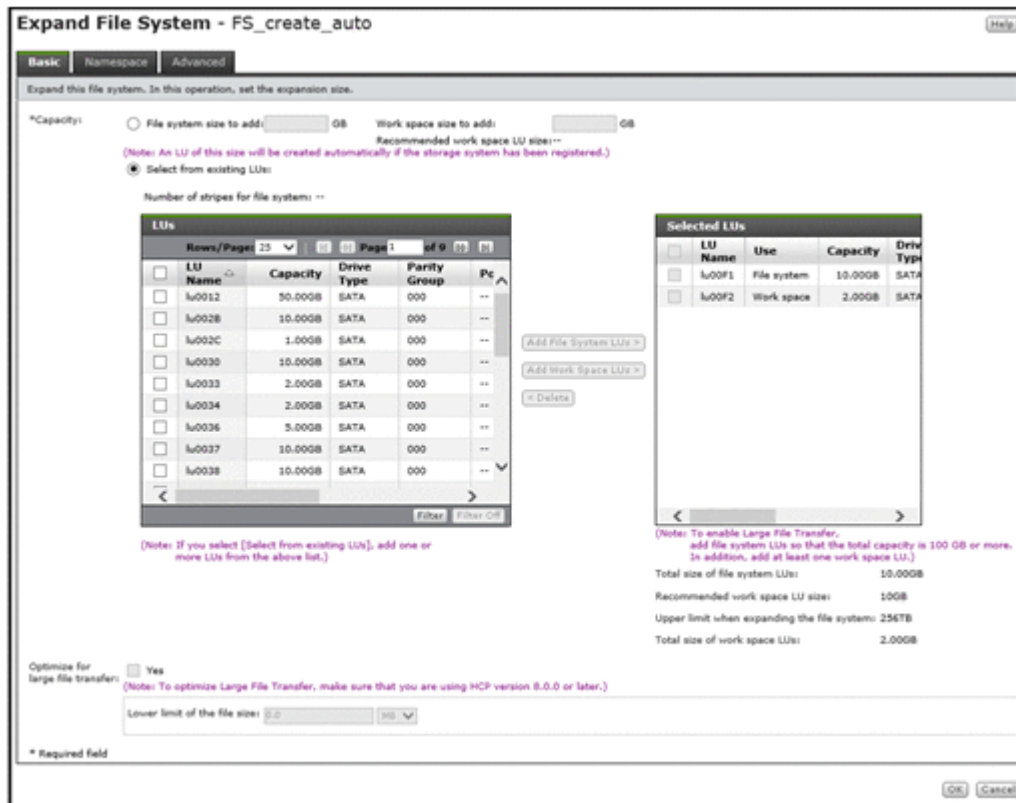 Expand File System - FS_create_auto
Help
Basic Namespace Advanced
Expand this file system. In this operation, set the expansion size.
*Capacity:
File system size to add: GB Work space size to add: GB
Recommended work space LU size:--
(Note: An LU of this size will be created automatically if the storage system has been registered.)
Select from existing LUs:
Number of stripes for file system: --
LUs
Rows/Page: 25 Page 1 of 9
LU Name Capacity Drive Type Parity Group Pc
lu0012 50.00GB SATA 000 --
lu002B 10.00GB SATA 000 --
lu002C 1.00GB SATA 000 --
lu0030 10.00GB SATA 000 --
lu0033 2.00GB SATA 000 --
lu0034 2.00GB SATA 000 --
lu0036 5.00GB SATA 000 --
lu0037 10.00GB SATA 000 --
lu0038 10.00GB SATA 000 --
Filter Filter Off
(Note: If you select [Select from existing LUs], add one or
more LUs from the above list.)
Add File System LUs >
Add Work Space LUs >
< Delete
Selected LUs
LU Name Use Capacity Driv Type
lu00F1 File system 10.00GB SATA
lu00F2 Work space 2.00GB SATA
(Note: To enable Large File Transfer,
add file system LUs so that the total capacity is 100 GB or more.
In addition, add at least one work space LU.)
Total size of file system LUs: 10.00GB
Recommended work space LU size: 10GB
Upper limit when expanding the file system: 256TB
Total size of work space LUs: 2.00GB
Optimize for
large file transfer:
Yes
(Note: To optimize Large File Transfer, make sure that you are using HCP version 8.0.0 or later.)
Lower limit of the file size: 0.0 MB
* Required field
OK Cancel